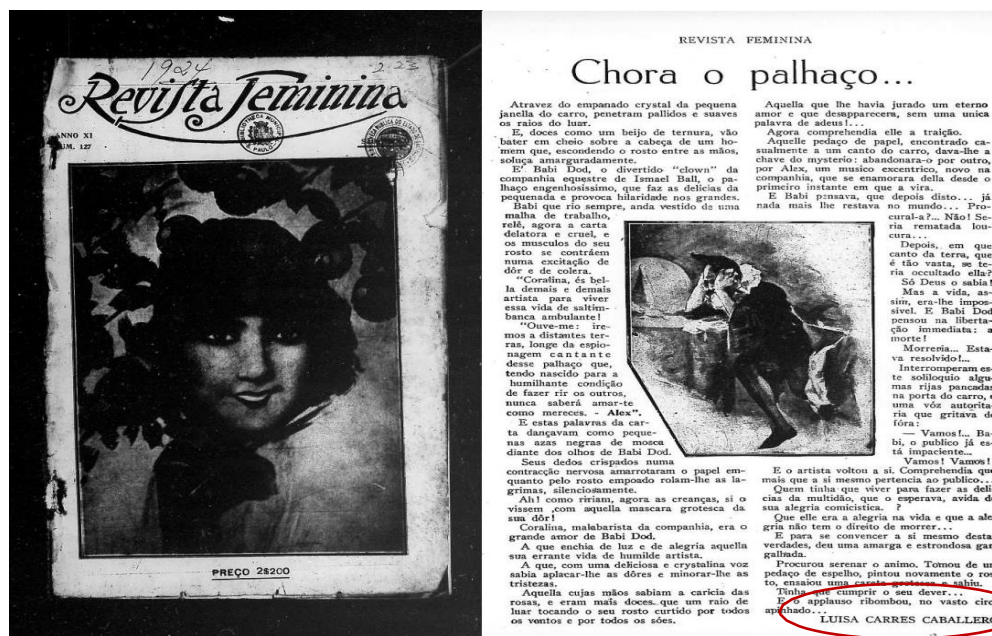 1924
2.23
Revista Feminina
ANNO XI
NUM. 127
PREÇO 2$200
REVISTA FEMININA
Chora o palhaço...
Atravez do empanado crystal da pequena
janella do carro, penetram pallidos e suaves
os raios do luar.
E, doces como um beijo de ternura, vão
bater em cheio sobre a cabeça de um ho-
mem que, escondendo o rosto entre as mãos,
soluça amarguradamente.
E' Babi Dod, o divertido "clown" da
companhia equestre de Ismael Ball, o pa-
lhaço engenhosissimo, que faz as delicias da
pequenada e provoca hilaridade nos grandes.
Babi que rio sempre, anda vestido de uma
malha de trabalho,
relê, agora a carta
delatora e cruel, e
os musculos do seu
rosto se contráem
numa excitação de
dôr e de colera.
"Coralina, és bel-
la demais e demais
artista para viver
essa vida de saltim-
banca ambulante!
"Ouve-me: ire-
mos a distantes ter-
ras, longe da espio-
nagem cantante
desse palhaço que,
tendo nascido para a
humilhante condição
de fazer rir os outros,
nunca saberá amar-te
como mereces. - Alex".
E estas palavras da car-
ta dançavam como peque-
nas azas negras de mosca
diante dos olhos de Babi Dod.
Seus dedos crispados numa
contracção nervosa amarrotaram o papel em-
quanto pelo rosto empoado rolam-lhe as la-
grimas, silenciosamente.
Ah! como ririam, agora as creanças, si o
vissem ,com aquella mascara grotesca da
sua dôr!
Coralina, malabarista da companhia, era o
grande amor de Babi Dod.
A que enchia de luz e de alegria aquella
sua errante vida de humilde artista.
A que, com uma deliciosa e crystalina voz
sabia aplacar-lhe as dôres e minorar-lhe as
tristezas.
Aquella cujas mãos sabiam a caricia das
rosas, e eram mais doces que um raio de
luar tocando o seu rosto curtido por todos
os ventos e por todos os sóes.
Aquella que lhe havia jurado um eterno
amor e que desapparecera, sem uma unica
palavra de adeus!...
Agora comprehendia elle a traição.
Aquelle pedaço de papel, encontrado ca-
sualmente a um canto do carro, dava-lhe a
chave do mysterio: abandonara-o por outro,
por Alex, um musico excentrico, novo na
companhia, que se enamorara della desde o
primeiro instante em que a vira.
E Babi pensava, que depois disto... já
nada mais lhe restava no mundo... Pro-
cural-a?... Não! Se-
ria rematada lou-
cura...
Depois, em que
canto da terra, que
é tão vasta, se te-
ria occultado ella?
Só Deus o sabia!
Mas a vida, as-
sim, era-lhe impos-
sivel. E Babi Dod
pensou na liberta-
ção immediata: a
morte!
Morreria... Esta-
va resolvido!...
Interromperam es-
te soliloquio algu-
mas rijas pancadas
na porta do carro, e
uma vóz autorita-
ria que gritava de
fóra:
— Vamos!... Ba-
bi, o publico já es-
tá impaciente...
Vamos! Vamos!
E o artista voltou a si. Comprehendia que
mais que a si mesmo pertencia ao publico...
Quem tinha que viver para fazer as deli-
cias da multidão, que o esperava, avida de
sua alegria comicistica. ?
Que elle era a alegria na vida e que a ale-
gria não tem o direito de morrer...
E para se convencer a si mesmo desta
verdades, deu uma amarga e estrondosa gar
galhada.
Procurou serenar o animo. Tomou de um
pedaço de espelho, pintou novamente o ros-
to, ensaiou uma careta grotesca e sahiu.
Tinha que cumprir o seu dever...
E o applauso ribombou, no vasto circ
apinhado...
LUISA CARRES CABALLERO